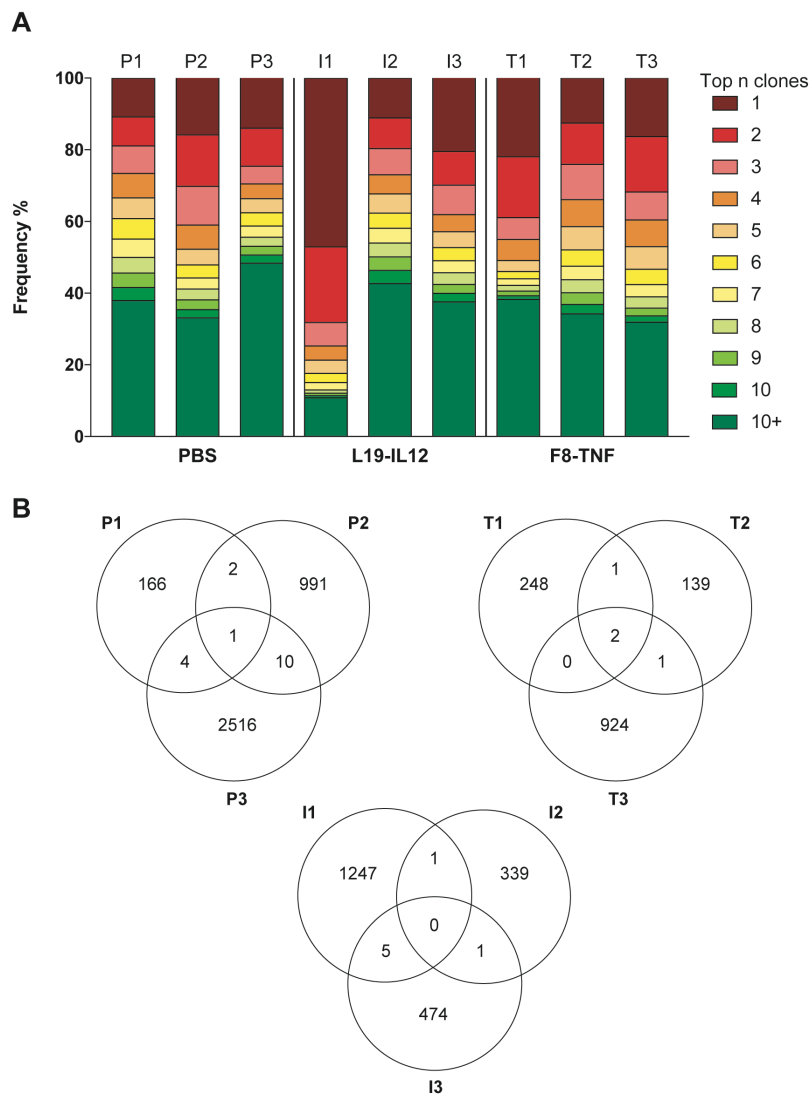 A
P1 P2 P3 I1 I2 I3 T1 T2 T3
Top n clones
1
2
3
4
5
6
7
8
9
10
10+
Frequency %
100
80
60
40
20
0
PBS L19-IL12 F8-TNF
B
P1 P2
166 2 991
1
4 10
2516
P3
T1 T2
248 1 139
2
0 1
924
T3
I1 I2
1247 1 339
0
5 1
474
I3